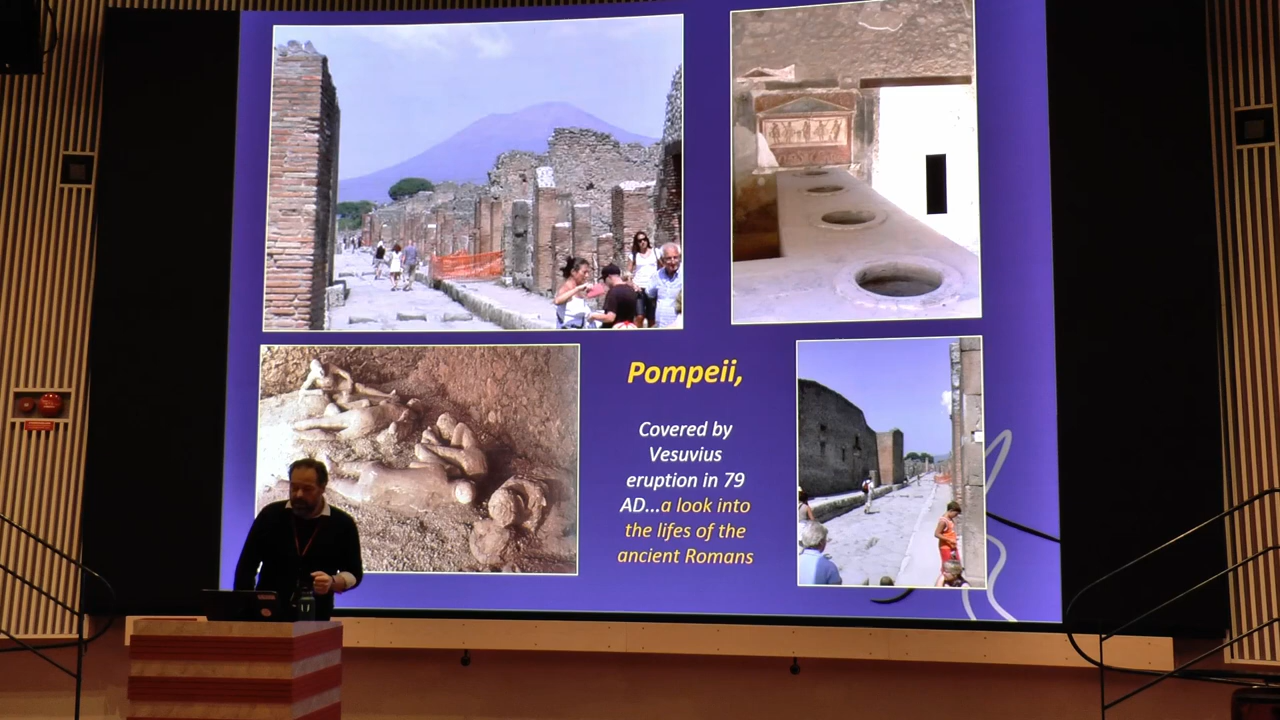 Pompeii,
Covered by
Vesuvius
eruption in 79
AD...a look into
the lifes of the
ancient Romans